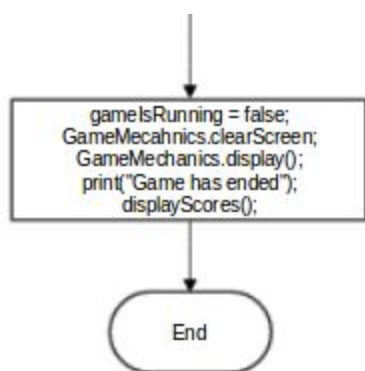 gameIsRunning = false;
GameMecahnics.clearScreen;
GameMechanics.display();
print("Game has ended");
displayScores();
End